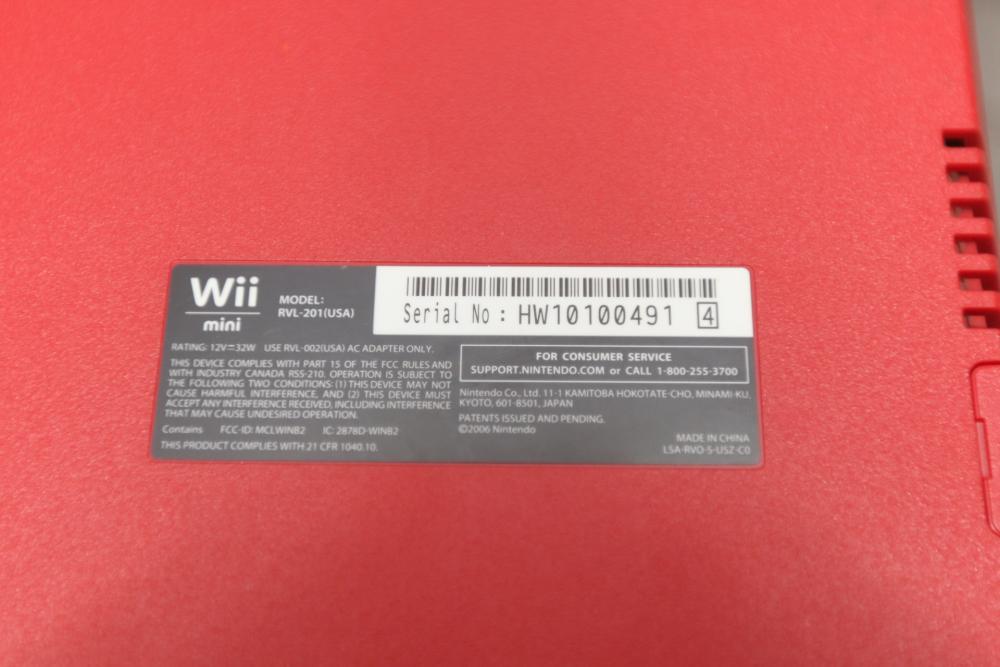 Wii
mini
MODEL:
RVL-201(USA)
Serial No: HW10100491 4
RATING: 12V⎓32W USE RVL-002(USA) AC ADAPTER ONLY.
THIS DEVICE COMPLIES WITH PART 15 OF THE FCC RULES AND
WITH INDUSTRY CANADA RSS-210. OPERATION IS SUBJECT TO
THE FOLLOWING TWO CONDITIONS: (1) THIS DEVICE MAY NOT
CAUSE HARMFUL INTERFERENCE, AND (2) THIS DEVICE MUST
ACCEPT ANY INTERFERENCE RECEIVED, INCLUDING INTERFERENCE
THAT MAY CAUSE UNDESIRED OPERATION.
Contains FCC-ID: MCLWINB2 IC: 2878D-WINB2
THIS PRODUCT COMPLIES WITH 21 CFR 1040.10.
FOR CONSUMER SERVICE
SUPPORT.NINTENDO.COM or CALL 1-800-255-3700
Nintendo Co., Ltd. 11-1 KAMITOBA HOKOTATE-CHO, MINAMI-KU,
KYOTO, 601-8501, JAPAN
PATENTS ISSUED AND PENDING.
©2006 Nintendo
MADE IN CHINA
LSA-RVO-S-USZ-C0